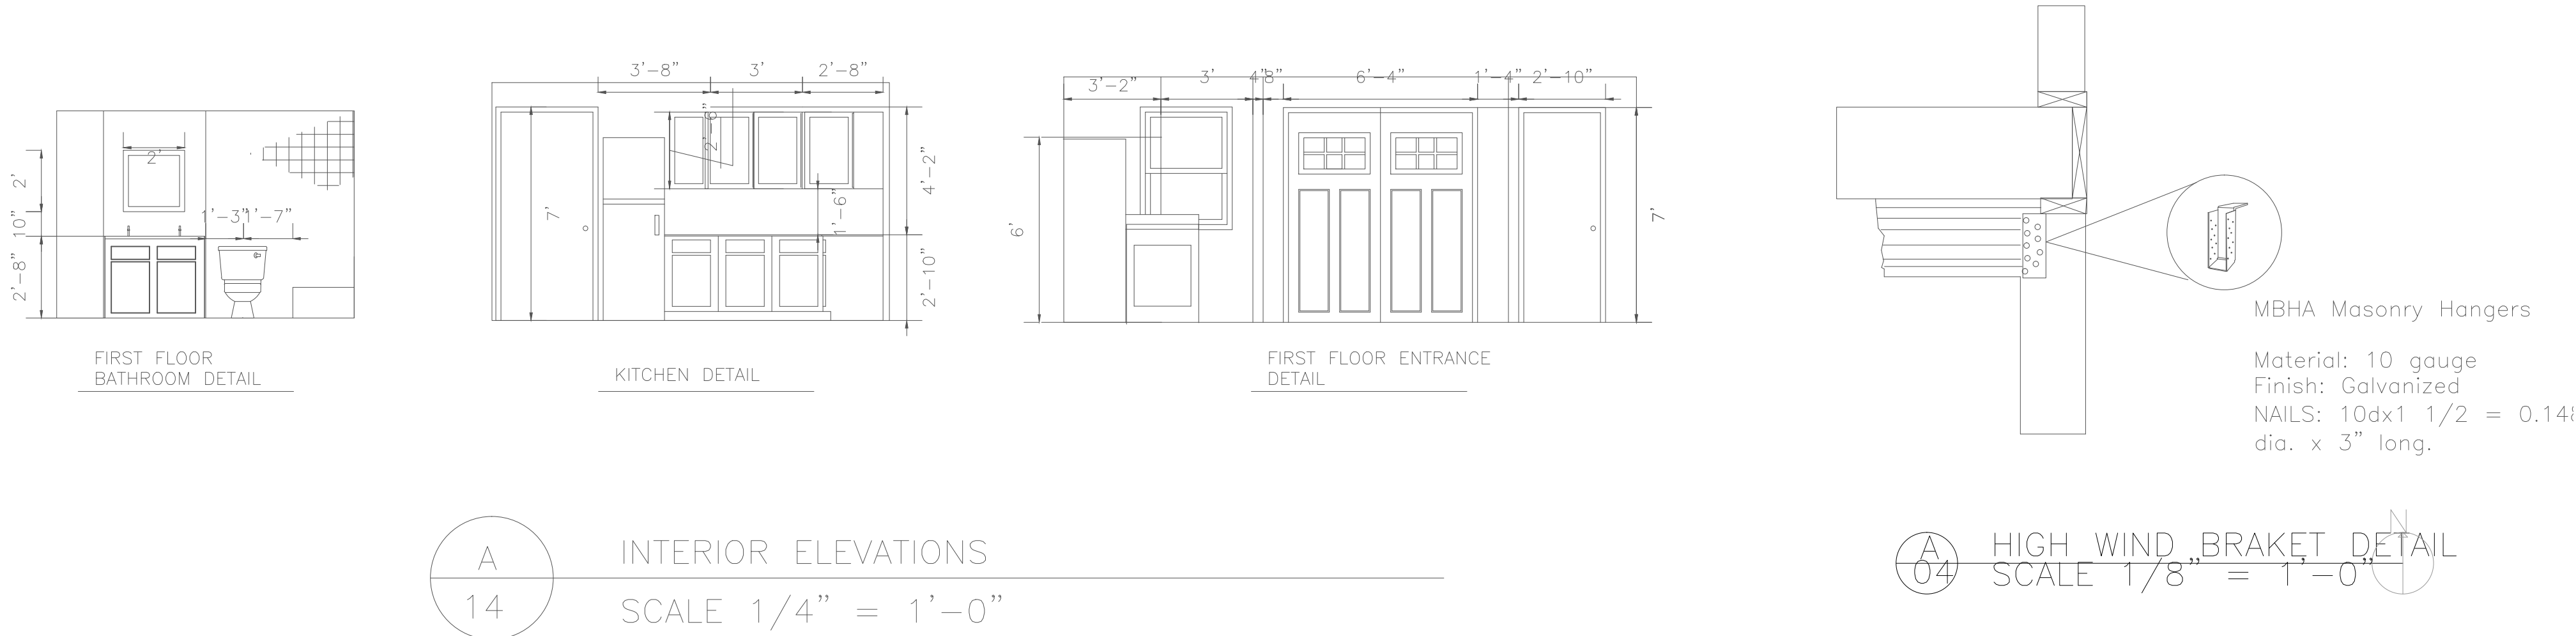 2'
2'
10"
2'-8"
1'-3"
1'-7"
FIRST FLOOR
BATHROOM DETAIL
3'-8"
3'
2'-8"
2'-6"
7'
1'-6"
4'-2"
2'-10"
KITCHEN DETAIL
3'-2"
3'
4"
8"
6'-4"
1'-4"
2'-10"
6'
7'
FIRST FLOOR ENTRANCE
DETAIL
MBHA Masonry Hangers
Material: 10 gauge
Finish: Galvanized
NAILS: 10dx1 1/2 = 0.148
dia. x 3" long.
A
14
INTERIOR ELEVATIONS
SCALE 1/4" = 1'-0"
A
04
HIGH WIND BRAKET DETAIL
SCALE 1/8" = 1'-0"
N